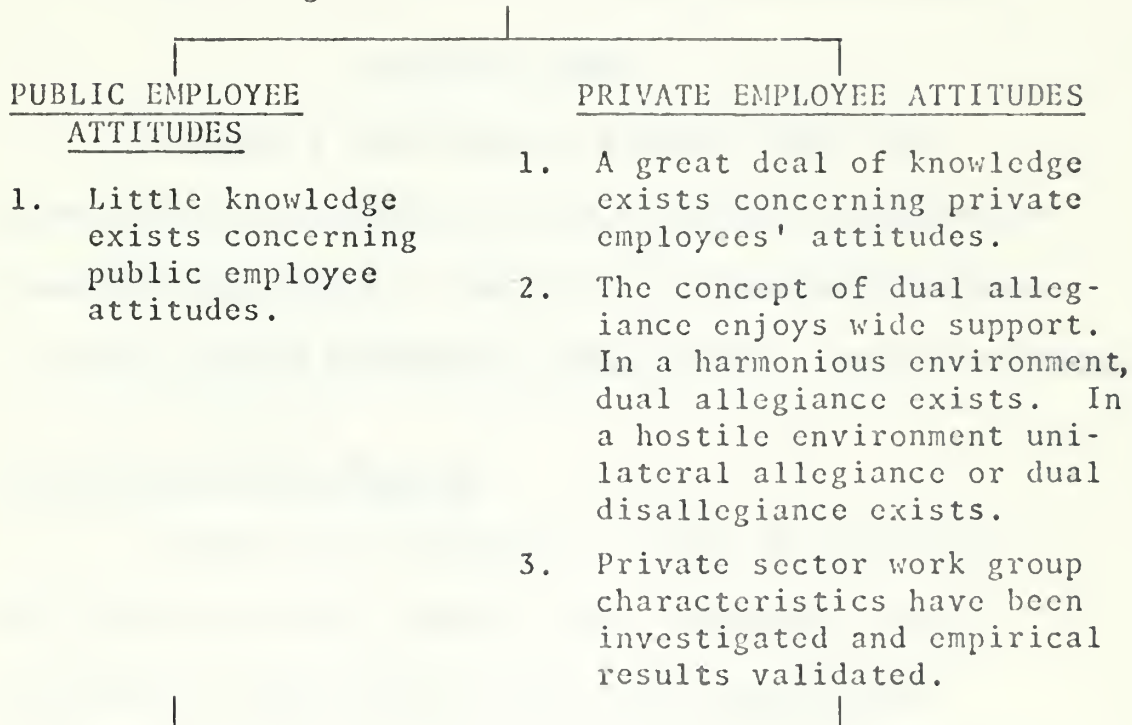 PUBLIC EMPLOYEE
ATTITUDES
1. Little knowledge
exists concerning
public employee
attitudes.
PRIVATE EMPLOYEE ATTITUDES
1. A great deal of knowledge
exists concerning private
employees' attitudes.
2. The concept of dual alleg-
iance enjoys wide support.
In a harmonious environment,
dual allegiance exists. In
a hostile environment uni-
lateral allegiance or dual
disallegiance exists.
3. Private sector work group
characteristics have been
investigated and empirical
results validated.